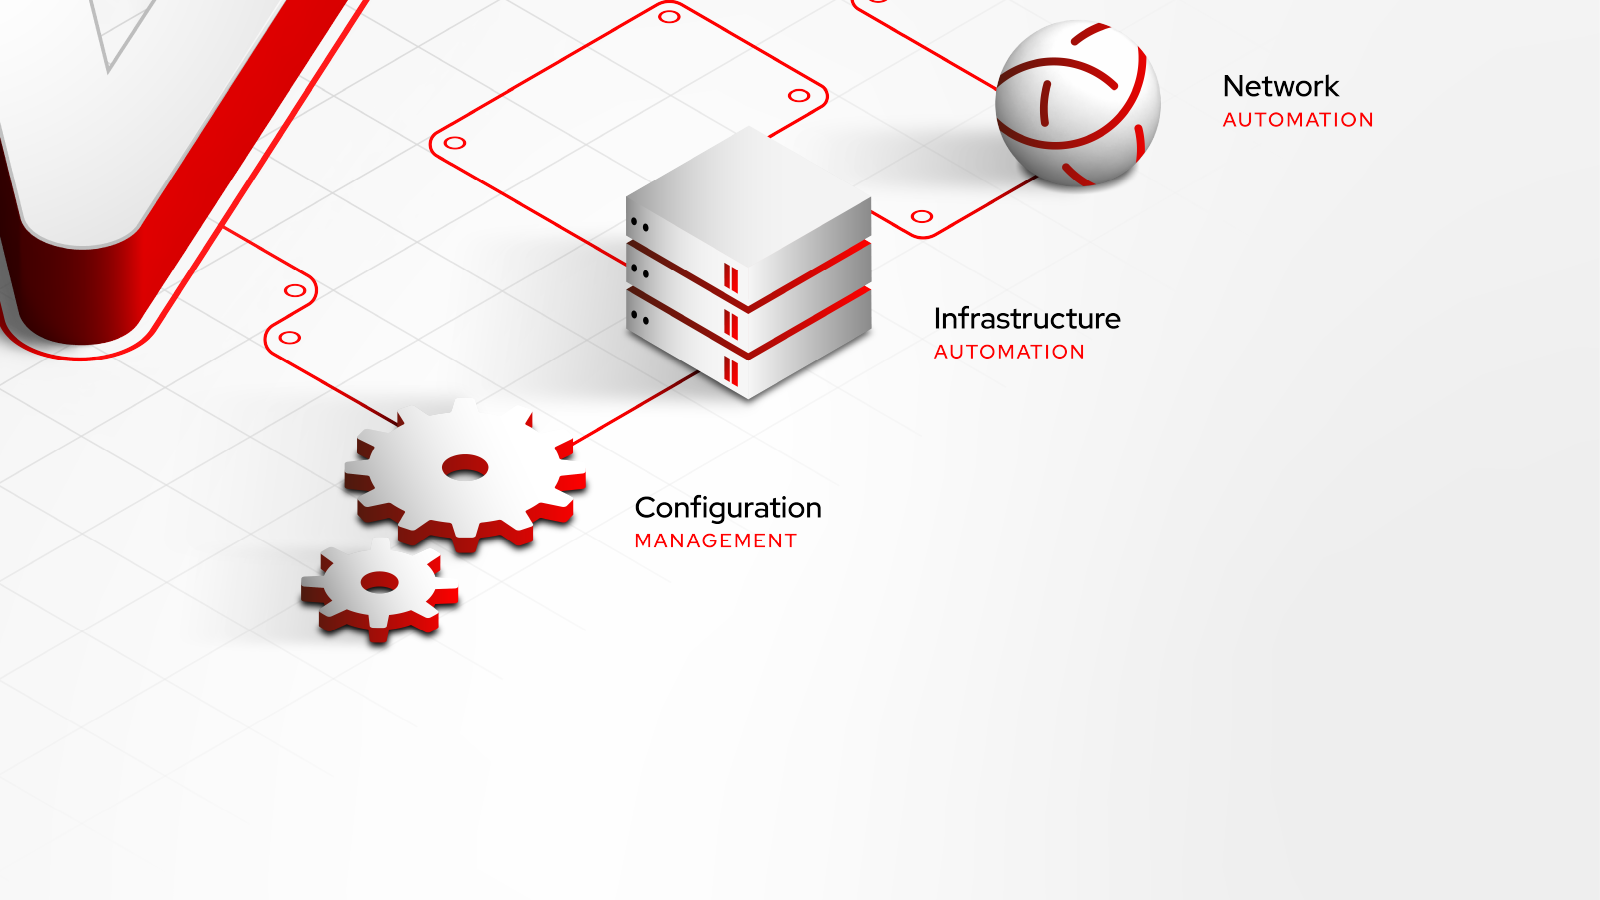 Network
AUTOMATION
Infrastructure
AUTOMATION
Configuration
MANAGEMENT